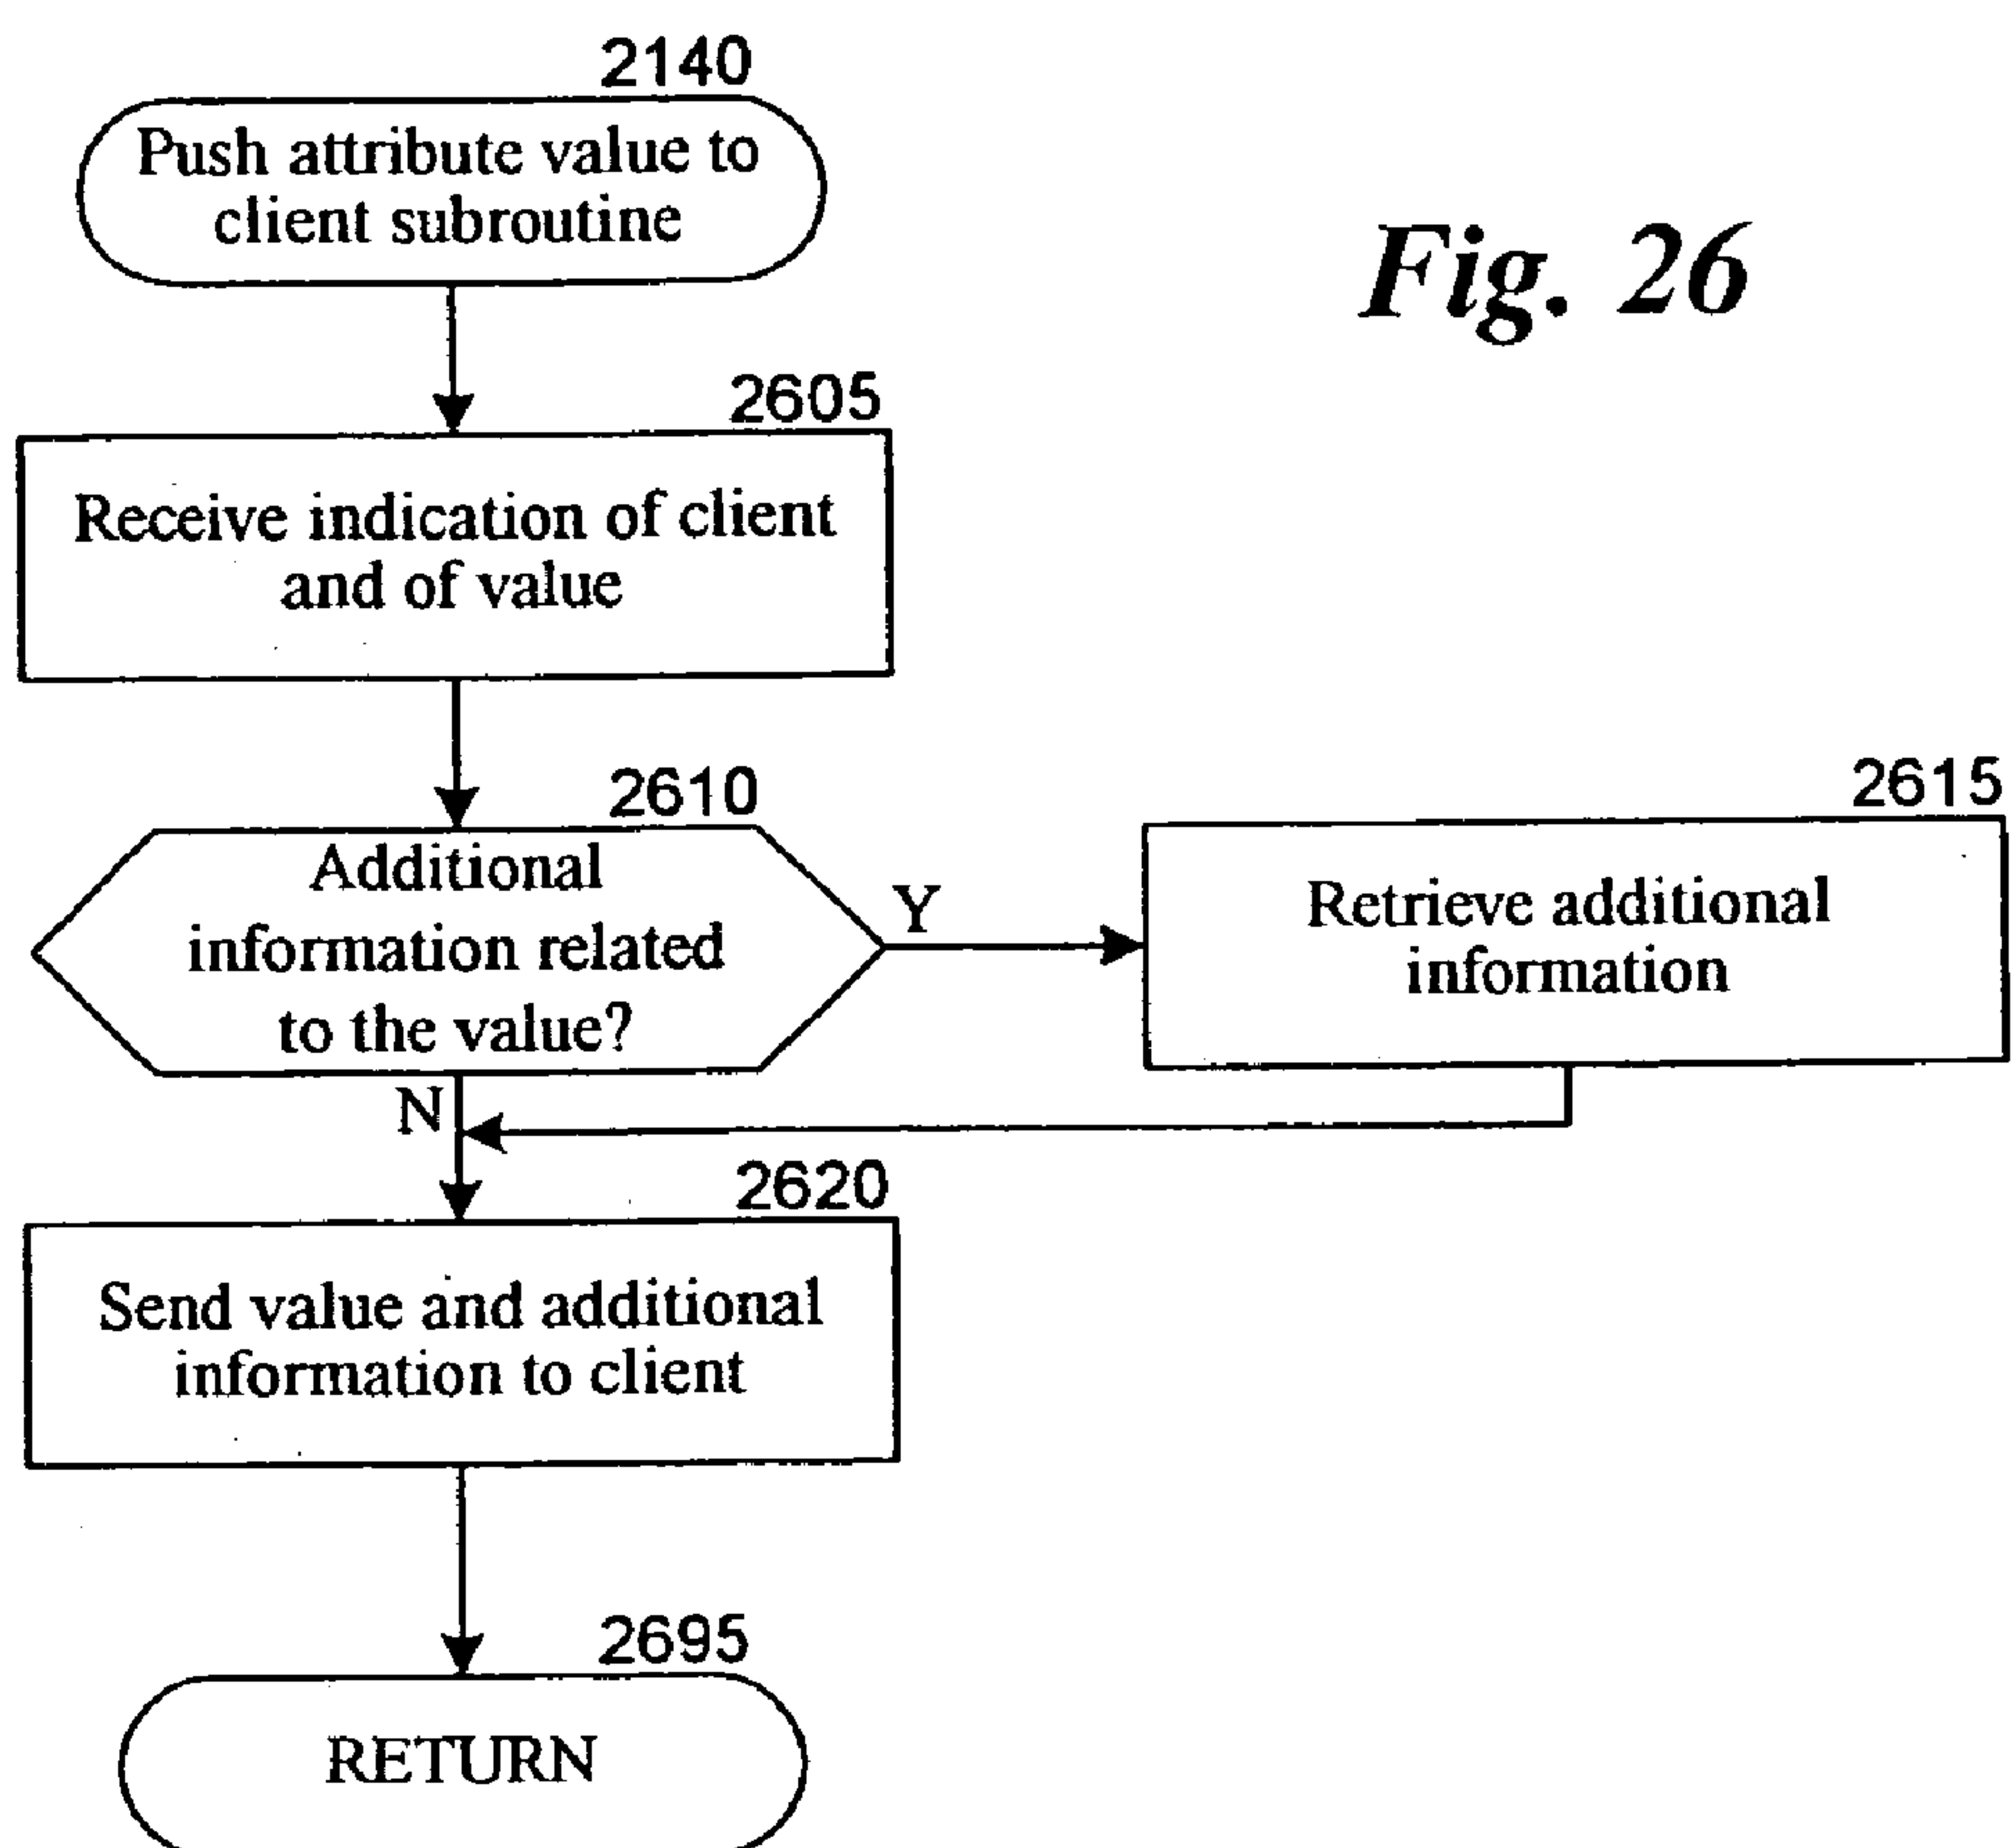 2140
Push attribute value to
client subroutine
Fig. 26
2605
Receive indication of client
and of value
2610
Additional
information related
to the value?
Y
2615
Retrieve additional
information
N
2620
Send value and additional
information to client
2695
RETURN